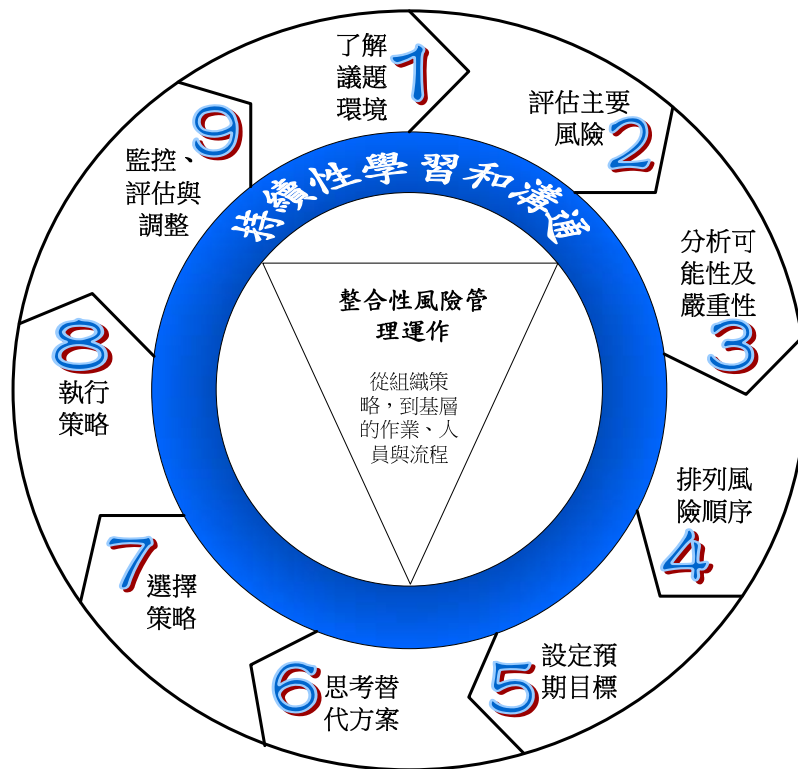 1
了解
議題
環境
2
評估主要
風險
3
分析可
能性及
嚴重性
4
排列風
險順序
5
設定預
期目標
6
思考替
代方案
7
選擇
策略
8
執行
策略
9
監控、
評估與
調整
持續性學習和溝通
整合性風險管
理運作
從組織策
略，到基層
的作業、人
員與流程